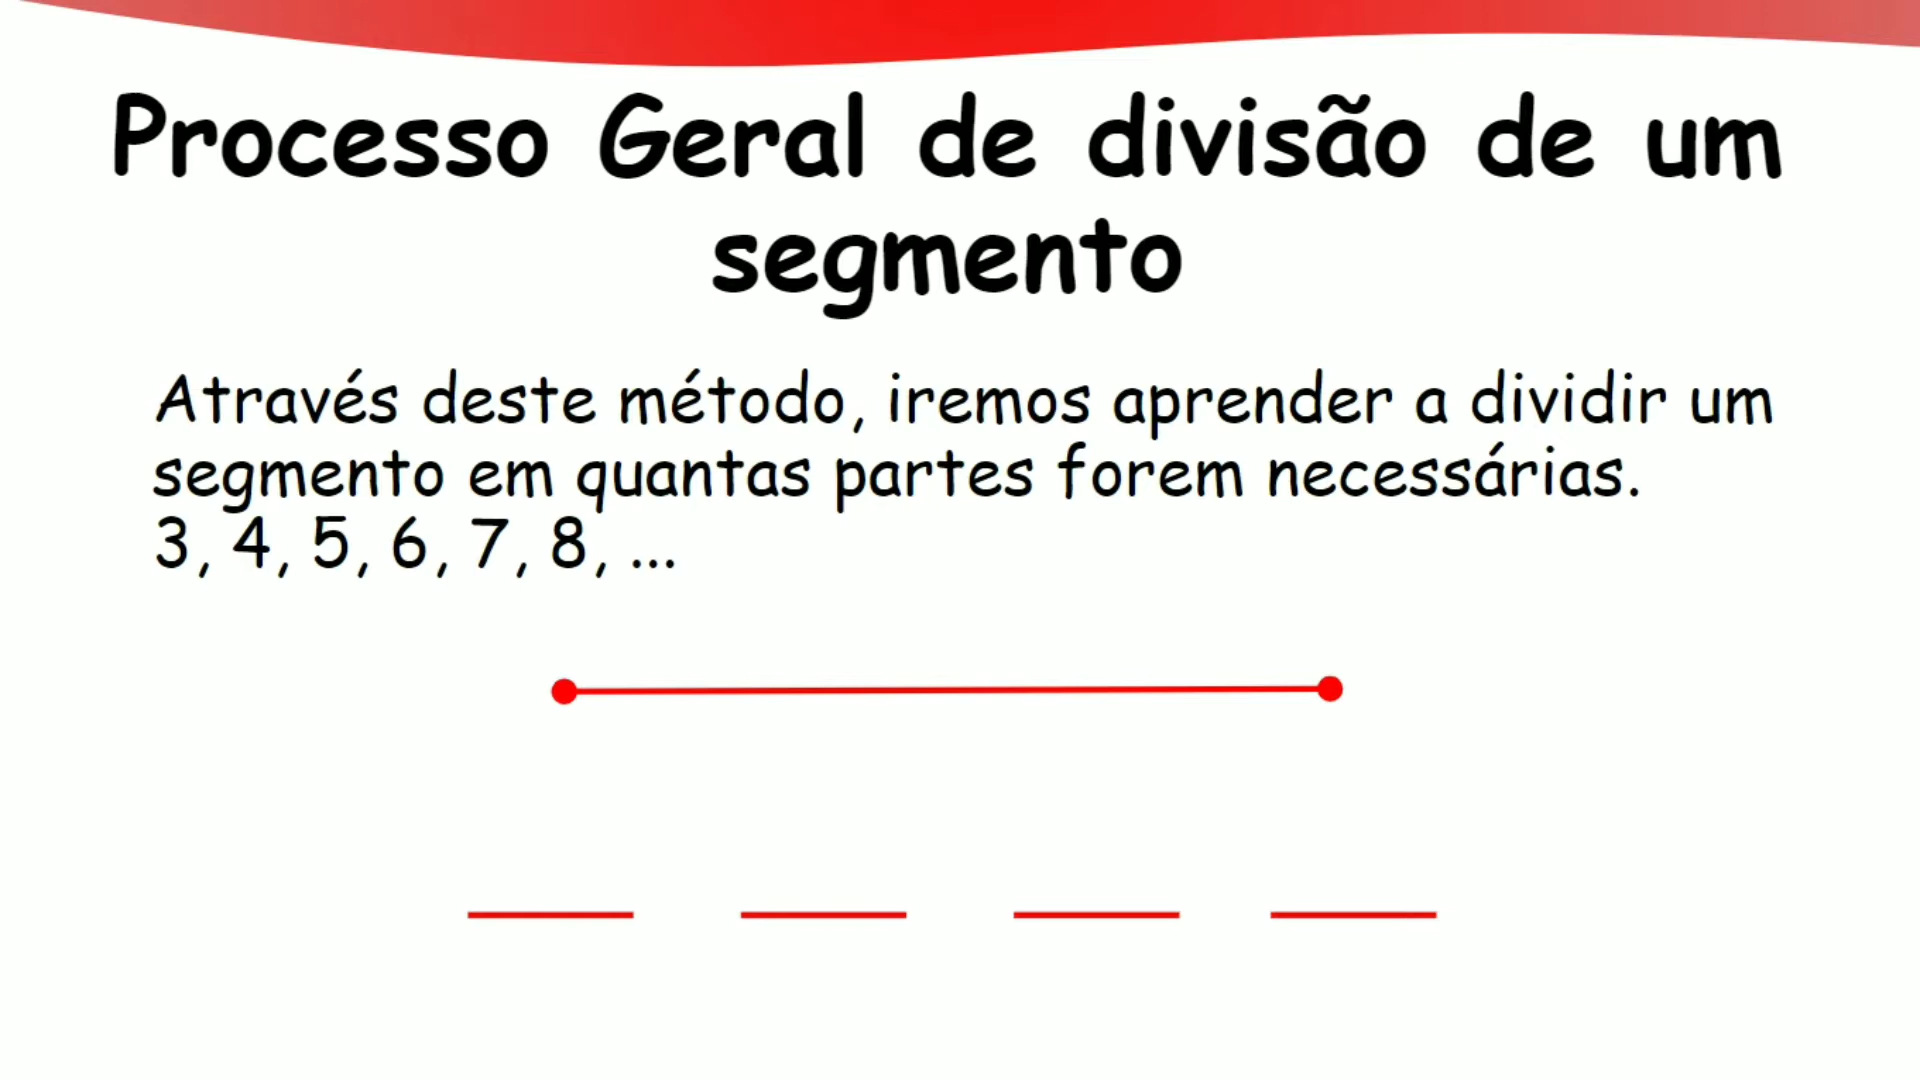 Processo Geral de divisão de um
segmento
Através deste método, iremos aprender a dividir um
segmento em quantas partes forem necessárias.
3, 4, 5, 6, 7, 8, ...